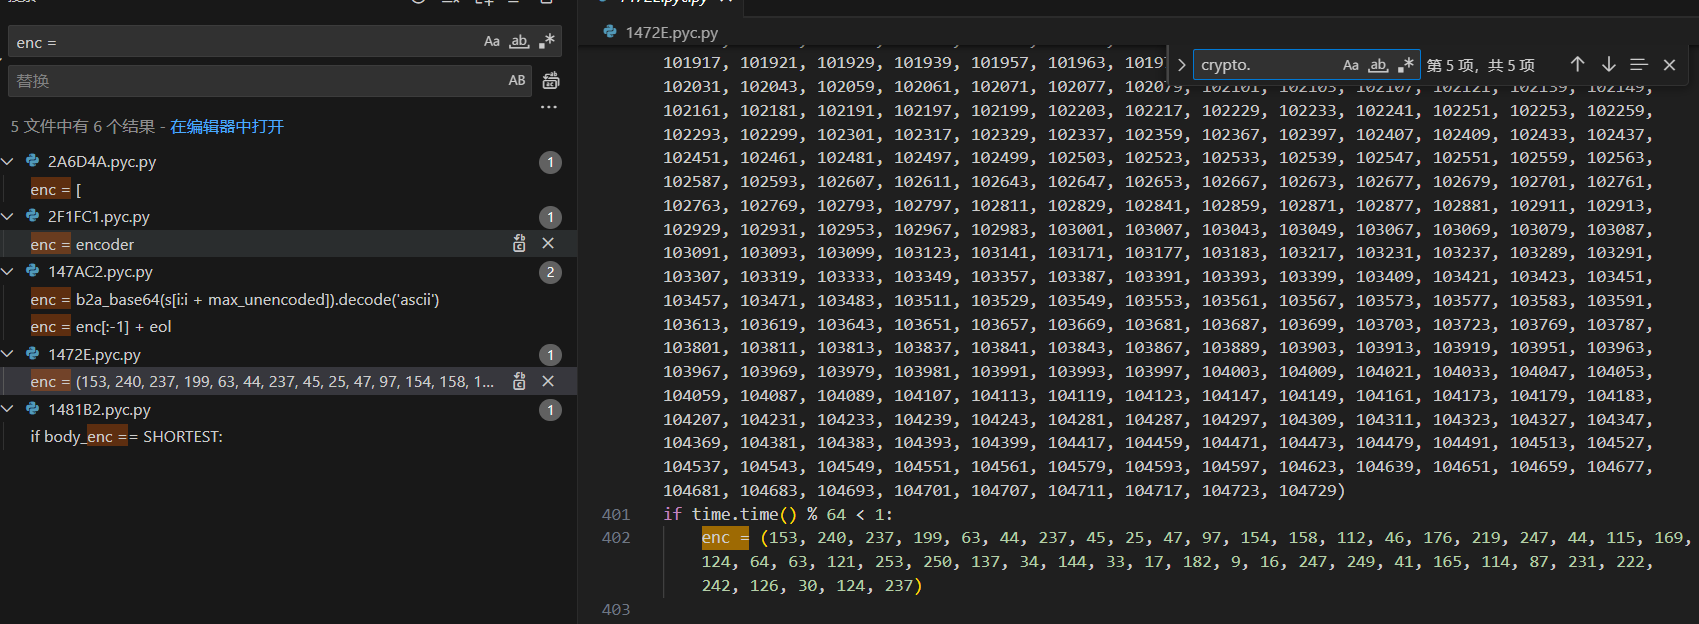 enc =
Aa
ab
替换
AB
5 文件中有 6 个结果 - 在编辑器中打开
2A6D4A.pyc.py
1
enc = [
2F1FC1.pyc.py
1
enc = encoder
147AC2.pyc.py
2
enc = b2a_base64(s[i:i + max_unencoded]).decode('ascii')
enc = enc[:-1] + eol
1472E.pyc.py
1
enc = (153, 240, 237, 199, 63, 44, 237, 45, 25, 47, 97, 154, 158, 1...
1481B2.pyc.py
1
if body_enc == SHORTEST:
1472E.pyc.py
crypto.
Aa
ab
第 5 项，共 5 项
101917, 101921, 101929, 101939, 101957, 101963,
102031, 102043, 102059, 102061, 102071, 102077, 102079, 102101, 102103, 102107, 102121, 102139, 102149,
102161, 102181, 102191, 102197, 102199, 102203, 102217, 102229, 102233, 102241, 102251, 102253, 102259,
102293, 102299, 102301, 102317, 102329, 102337, 102359, 102367, 102397, 102407, 102409, 102433, 102437,
102451, 102461, 102481, 102497, 102499, 102503, 102523, 102533, 102539, 102547, 102551, 102559, 102563,
102587, 102593, 102607, 102611, 102643, 102647, 102653, 102667, 102673, 102677, 102679, 102701, 102761,
102763, 102769, 102793, 102797, 102811, 102829, 102841, 102859, 102871, 102877, 102881, 102911, 102913,
102929, 102931, 102953, 102967, 102983, 103001, 103007, 103043, 103049, 103067, 103069, 103079, 103087,
103091, 103093, 103099, 103123, 103141, 103171, 103177, 103183, 103217, 103231, 103237, 103289, 103291,
103307, 103319, 103333, 103349, 103357, 103387, 103391, 103393, 103399, 103409, 103421, 103423, 103451,
103457, 103471, 103483, 103511, 103529, 103549, 103553, 103561, 103567, 103573, 103577, 103583, 103591,
103613, 103619, 103643, 103651, 103657, 103669, 103681, 103687, 103699, 103703, 103723, 103769, 103787,
103801, 103811, 103813, 103837, 103841, 103843, 103867, 103889, 103903, 103913, 103919, 103951, 103963,
103967, 103969, 103979, 103981, 103991, 103993, 103997, 104003, 104009, 104021, 104033, 104047, 104053,
104059, 104087, 104089, 104107, 104113, 104119, 104123, 104147, 104149, 104161, 104173, 104179, 104183,
104207, 104231, 104233, 104239, 104243, 104281, 104287, 104297, 104309, 104311, 104323, 104327, 104347,
104369, 104381, 104383, 104393, 104399, 104417, 104459, 104471, 104473, 104479, 104491, 104513, 104527,
104537, 104543, 104549, 104551, 104561, 104579, 104593, 104597, 104623, 104639, 104651, 104659, 104677,
104681, 104683, 104693, 104701, 104707, 104711, 104717, 104723, 104729)
401 if time.time() % 64 < 1:
402 enc = (153, 240, 237, 199, 63, 44, 237, 45, 25, 47, 97, 154, 158, 112, 46, 176, 219, 247, 44, 115, 169,
124, 64, 63, 121, 253, 250, 137, 34, 144, 33, 17, 182, 9, 16, 247, 249, 41, 165, 114, 87, 231, 222,
242, 126, 30, 124, 237)
403